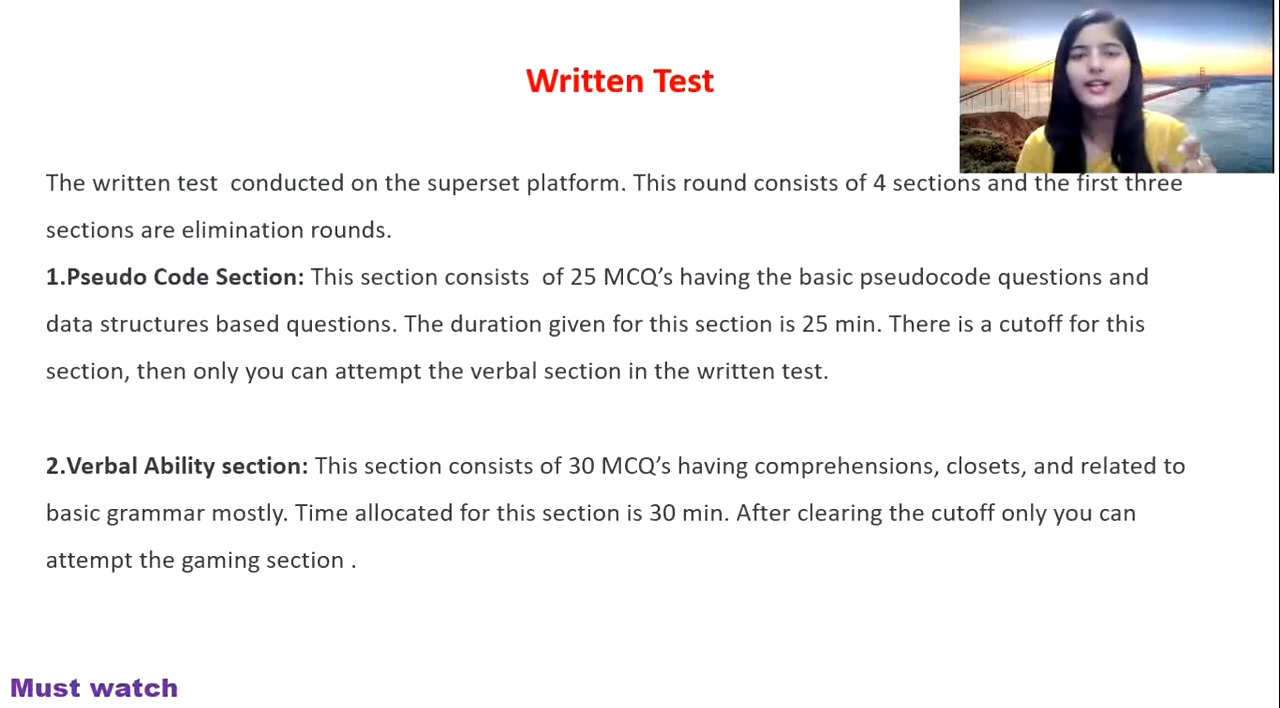 Written Test
The written test conducted on the superset platform. This round consists of 4 sections and the first three
sections are elimination rounds.
1.Pseudo Code Section: This section consists of 25 MCQ’s having the basic pseudocode questions and
data structures based questions. The duration given for this section is 25 min. There is a cutoff for this
section, then only you can attempt the verbal section in the written test.
2.Verbal Ability section: This section consists of 30 MCQ’s having comprehensions, closets, and related to
basic grammar mostly. Time allocated for this section is 30 min. After clearing the cutoff only you can
attempt the gaming section .
Must watch